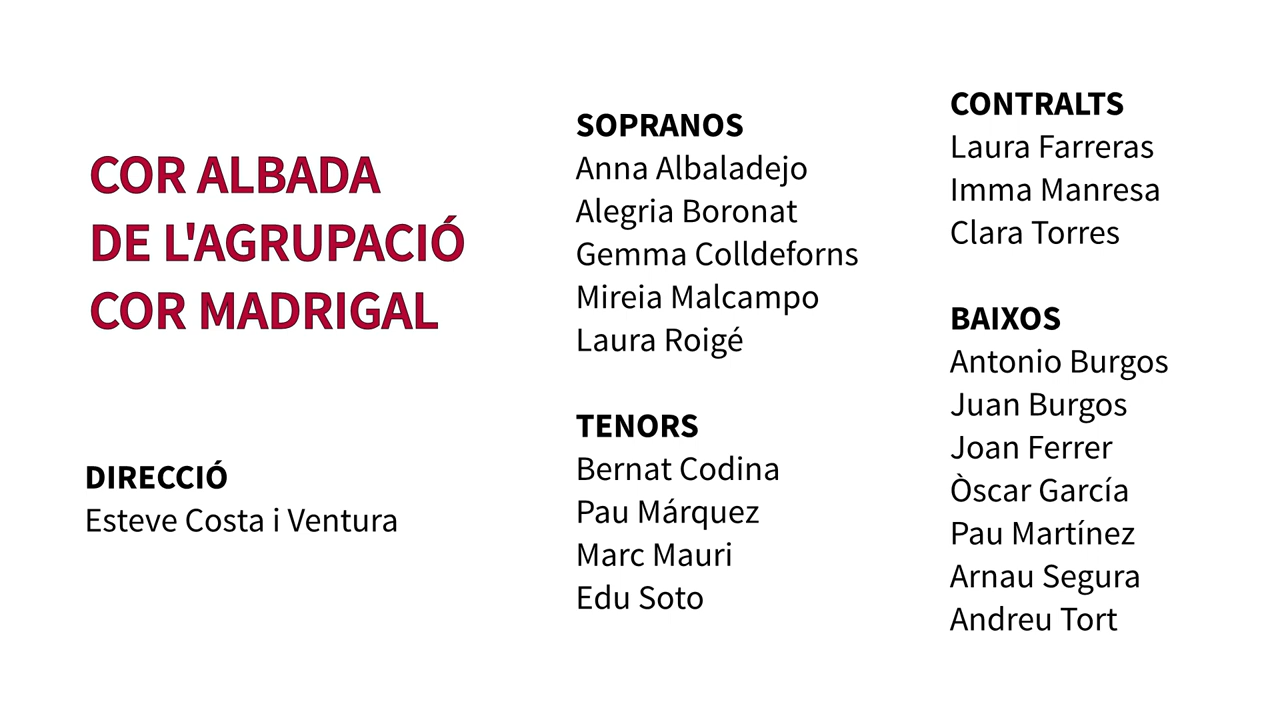 COR ALBADA
DE L'AGRUPACIÓ
COR MADRIGAL
DIRECCIÓ
Esteve Costa i Ventura
SOPRANOS
Anna Albaladejo
Alegria Boronat
Gemma Colldeforns
Mireia Malcampo
Laura Roigé
TENORS
Bernat Codina
Pau Márquez
Marc Mauri
Edu Soto
CONTRALTS
Laura Farreras
Imma Manresa
Clara Torres
BAIXOS
Antonio Burgos
Juan Burgos
Joan Ferrer
Òscar García
Pau Martínez
Arnau Segura
Andreu Tort